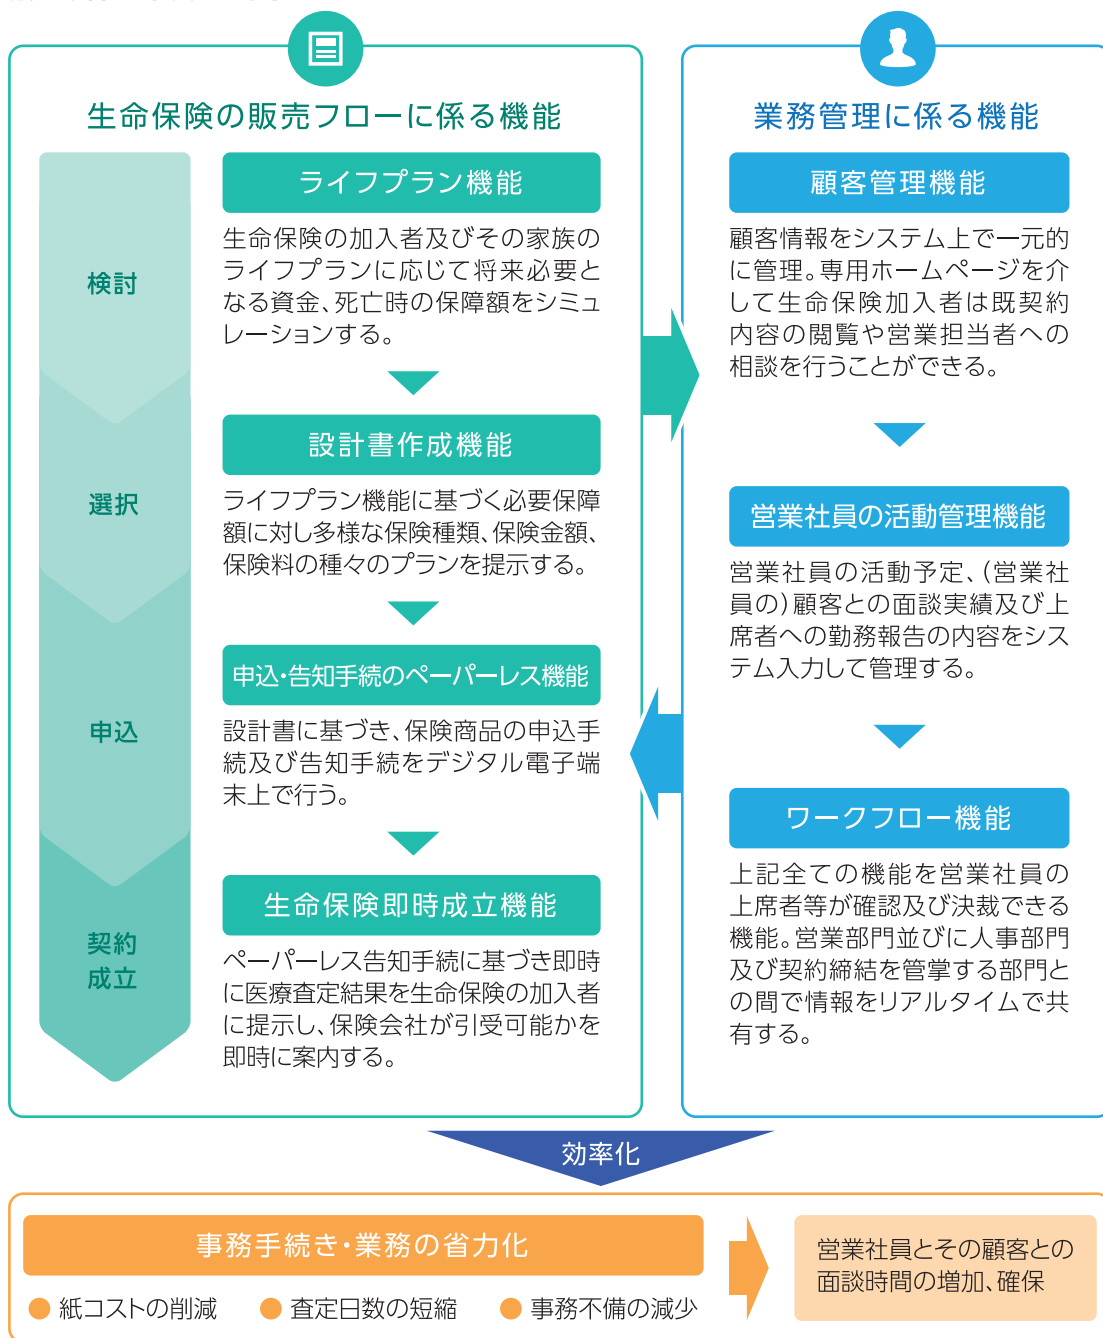 生命保険の販売フローに係る機能
検討
選択
申込
契約
成立
ライフプラン機能
生命保険の加入者及びその家族の
ライフプランに応じて将来必要と
なる資金、死亡時の保障額をシミュ
レーションする。
設計書作成機能
ライフプラン機能に基づく必要保障
額に対し多様な保険種類、保険金額、
保険料の種々のプランを提示する。
申込・告知手続のペーパーレス機能
設計書に基づき、保険商品の申込手
続及び告知手続をデジタル電子端
末上で行う。
生命保険即時成立機能
ペーパーレス告知手続に基づき即時
に医療査定結果を生命保険の加入者
に提示し、保険会社が引受可能かを
即時に案内する。
業務管理に係る機能
顧客管理機能
顧客情報をシステム上で一元的
に管理。専用ホームページを介
して生命保険加入者は既契約
内容の閲覧や営業担当者への
相談を行うことができる。
営業社員の活動管理機能
営業社員の活動予定、（営業社
員の）顧客との面談実績及び上
席者への勤務報告の内容をシス
テム入力して管理する。
ワークフロー機能
上記全ての機能を営業社員の
上席者等が確認及び決裁できる
機能。営業部門並びに人事部門
及び契約締結を管掌する部門と
の間で情報をリアルタイムで共
有する。
効率化
事務手続き・業務の省力化
● 紙コストの削減 ● 査定日数の短縮 ● 事務不備の減少
営業社員とその顧客との
面談時間の増加、確保